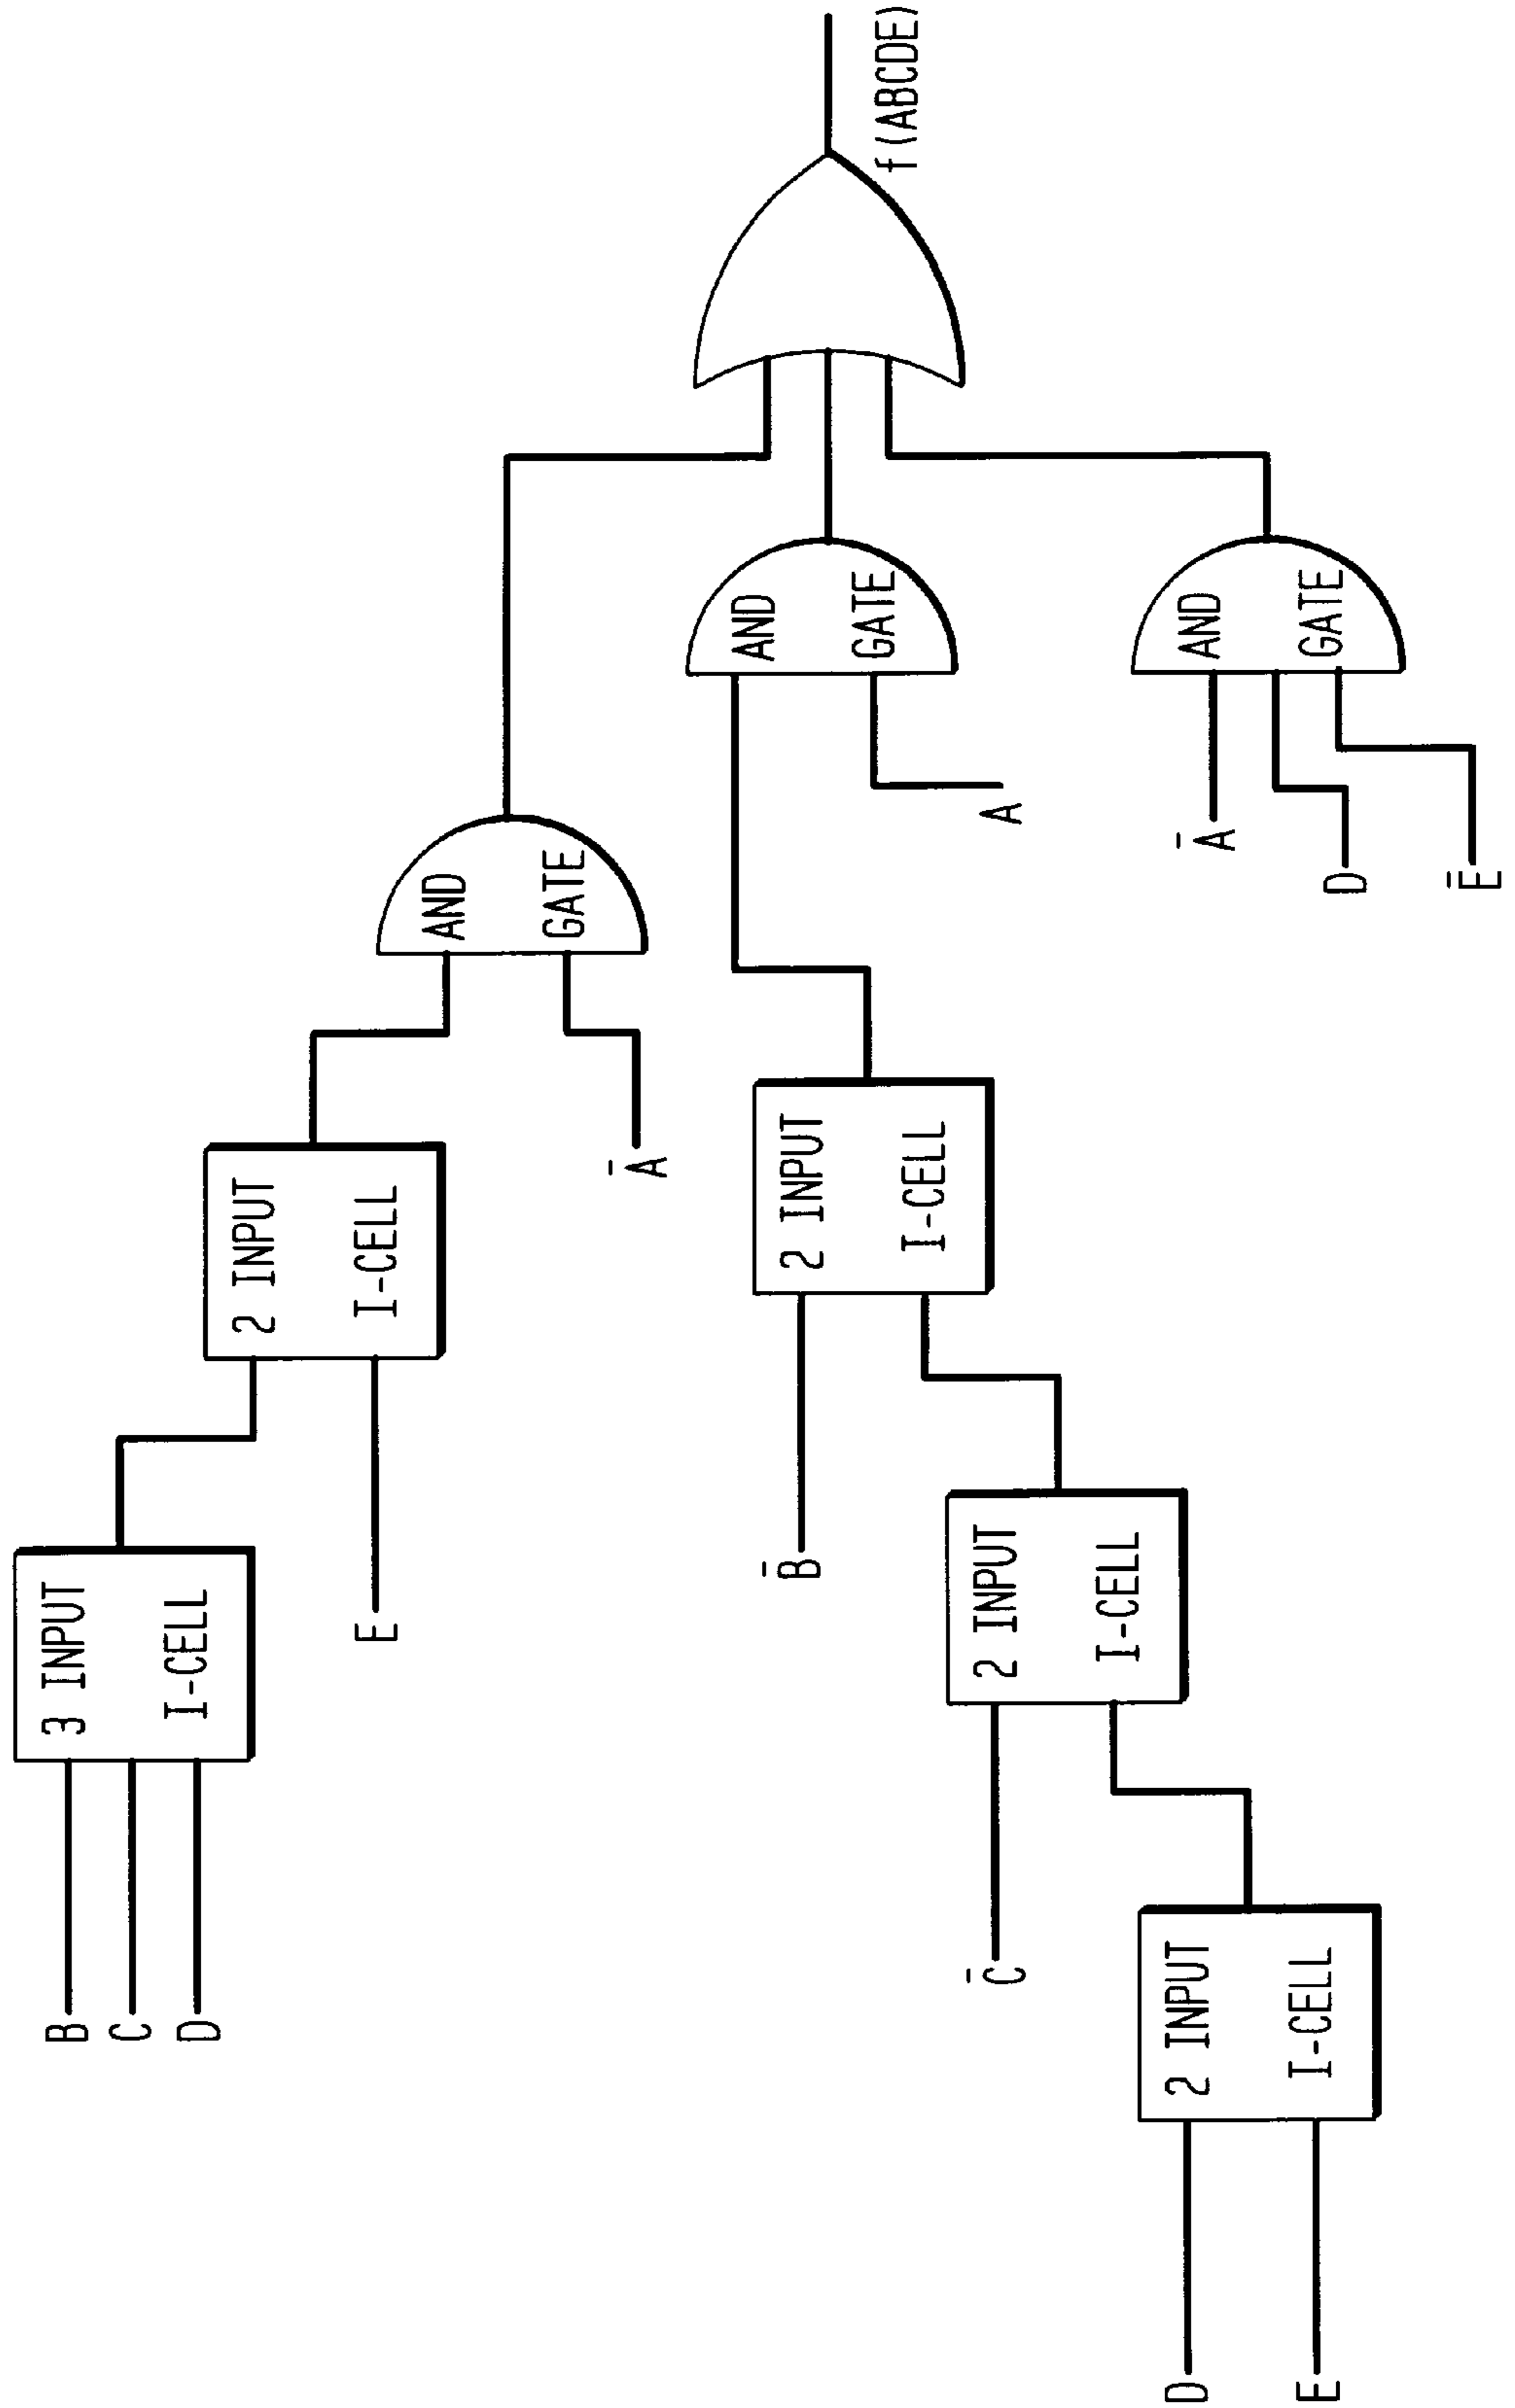 B
C
D
3 INPUT
I-CELL
E
2 INPUT
I-CELL
Ā
AND
GATE
D
E
2 INPUT
I-CELL
C̄
2 INPUT
I-CELL
B̄
2 INPUT
I-CELL
A
AND
GATE
Ā
D
Ē
AND
GATE
f(ABCDE)